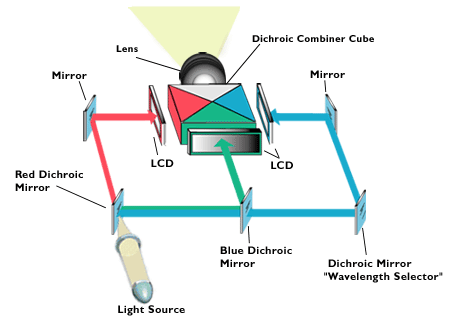 Lens
Dichroic Combiner Cube
Mirror
Mirror
LCD
LCD
Red Dichroic
Mirror
Blue Dichroic
Mirror
Dichroic Mirror
"Wavelength Selector"
Light Source